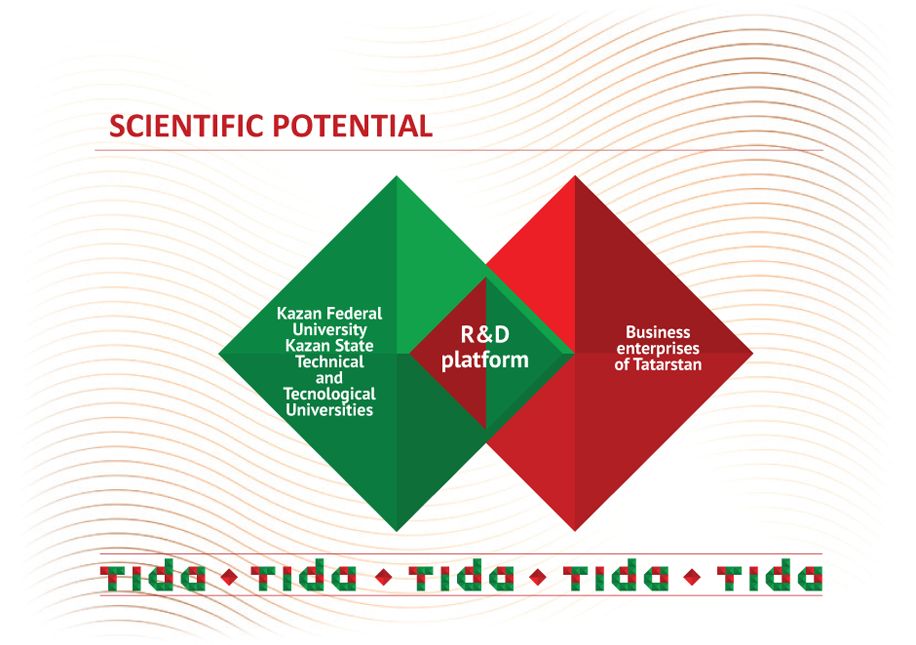 SCIENTIFIC POTENTIAL
Kazan Federal
University
Kazan State
Technical
and
Tecnological
Universities
R&D
platform
Business
enterprises
of Tatarstan
Tida Tida Tida Tida Tida